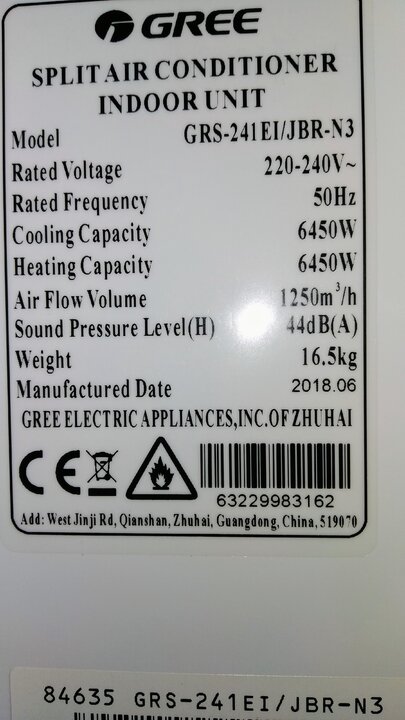 GREE
SPLIT AIR CONDITIONER
INDOOR UNIT
Model GRS-241EI/JBR-N3
Rated Voltage 220-240V~
Rated Frequency 50Hz
Cooling Capacity 6450W
Heating Capacity 6450W
Air Flow Volume 1250m³/h
Sound Pressure Level(H) 44dB(A)
Weight 16.5kg
Manufactured Date 2018.06
GREE ELECTRIC APPLIANCES,INC.OF ZHUHAI
CE
63229983162
Add: West Jinji Rd, Qianshan, Zhuhai, Guangdong, China, 519070
84635 GRS-241EI/JBR-N3